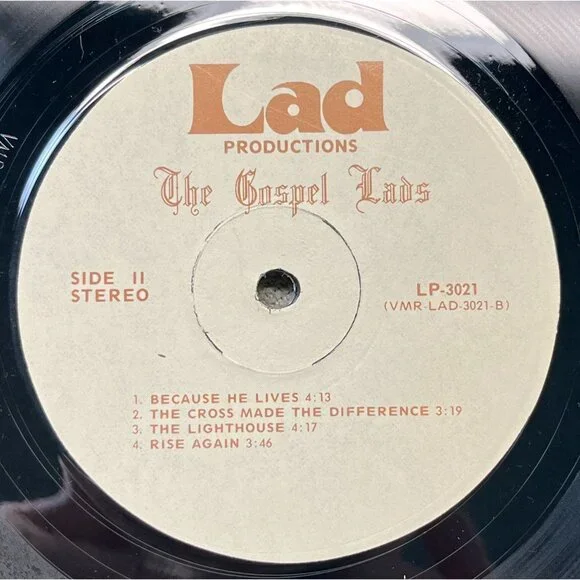 Lad
PRODUCTIONS
The Gospel Lads
SIDE II
STEREO
LP-3021
(VMR-LAD-3021-B)
1. BECAUSE HE LIVES 4:13
2. THE CROSS MADE THE DIFFERENCE 3:19
3. THE LIGHTHOUSE 4:17
4. RISE AGAIN 3:46